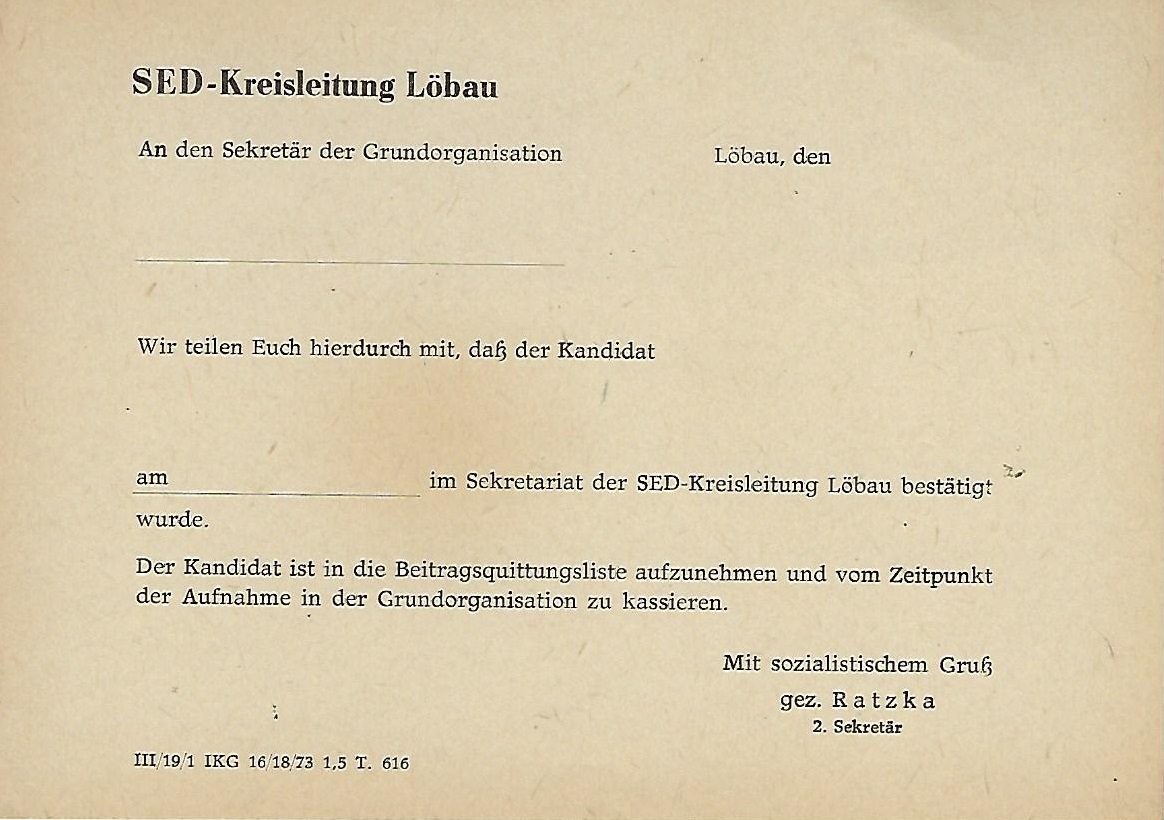 SED-Kreisleitung Löbau
An den Sekretär der Grundorganisation
Löbau, den
Wir teilen Euch hierdurch mit, daß der Kandidat
am im Sekretariat der SED-Kreisleitung Löbau bestätigt
wurde.
Der Kandidat ist in die Beitragsquittungsliste aufzunehmen und vom Zeitpunkt
der Aufnahme in der Grundorganisation zu kassieren.
Mit sozialistischem Gruß
gez. Ratzka
2. Sekretär
III/19/1 IKG 16/18/73 1,5 T. 616